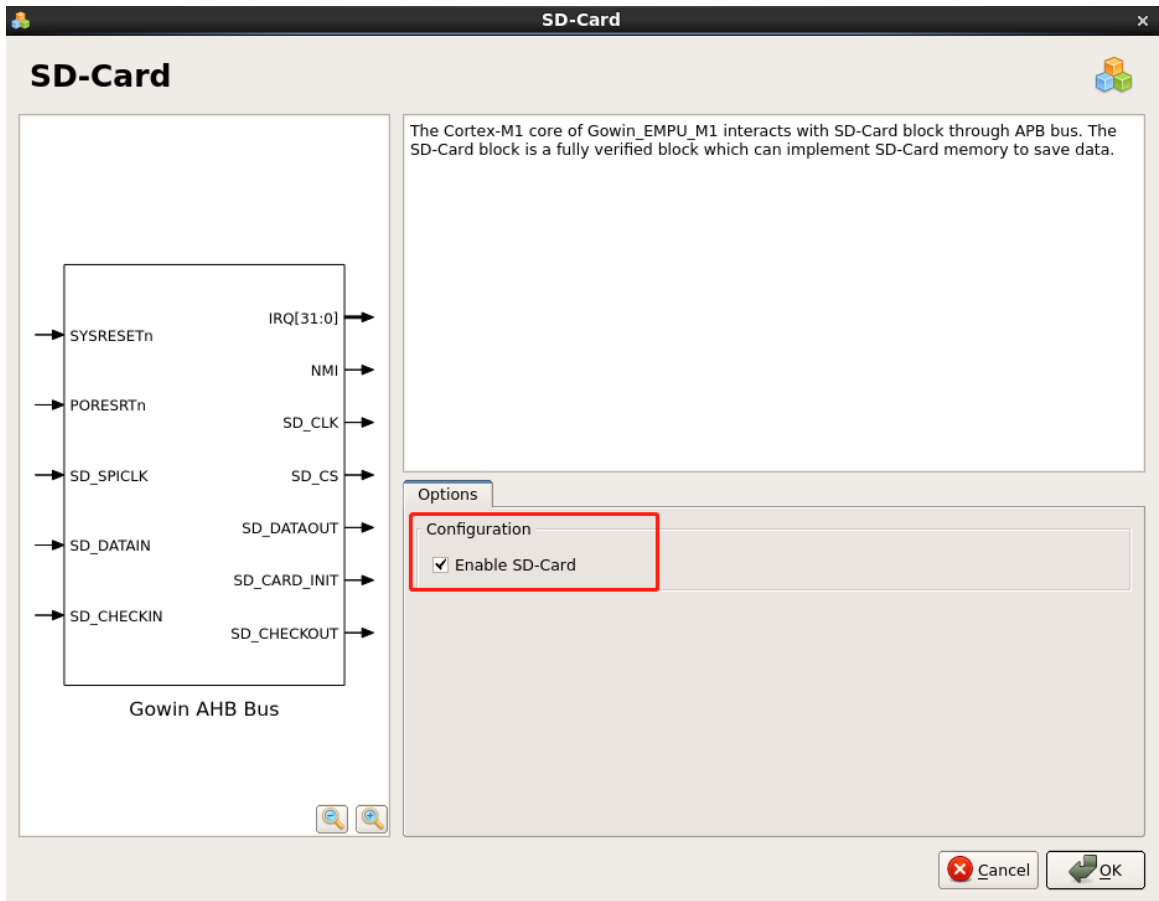 SD-Card
SD-Card
The Cortex-M1 core of Gowin_EMPU_M1 interacts with SD-Card block through APB bus. The
SD-Card block is a fully verified block which can implement SD-Card memory to save data.
IRQ[31:0]
SYSRESETn
NMI
PORESRTn
SD_CLK
SD_SPICLK
SD_CS
SD_DATAOUT
SD_DATAIN
SD_CARD_INIT
SD_CHECKIN
SD_CHECKOUT
Gowin AHB Bus
Options
Configuration
Enable SD-Card
Cancel
OK